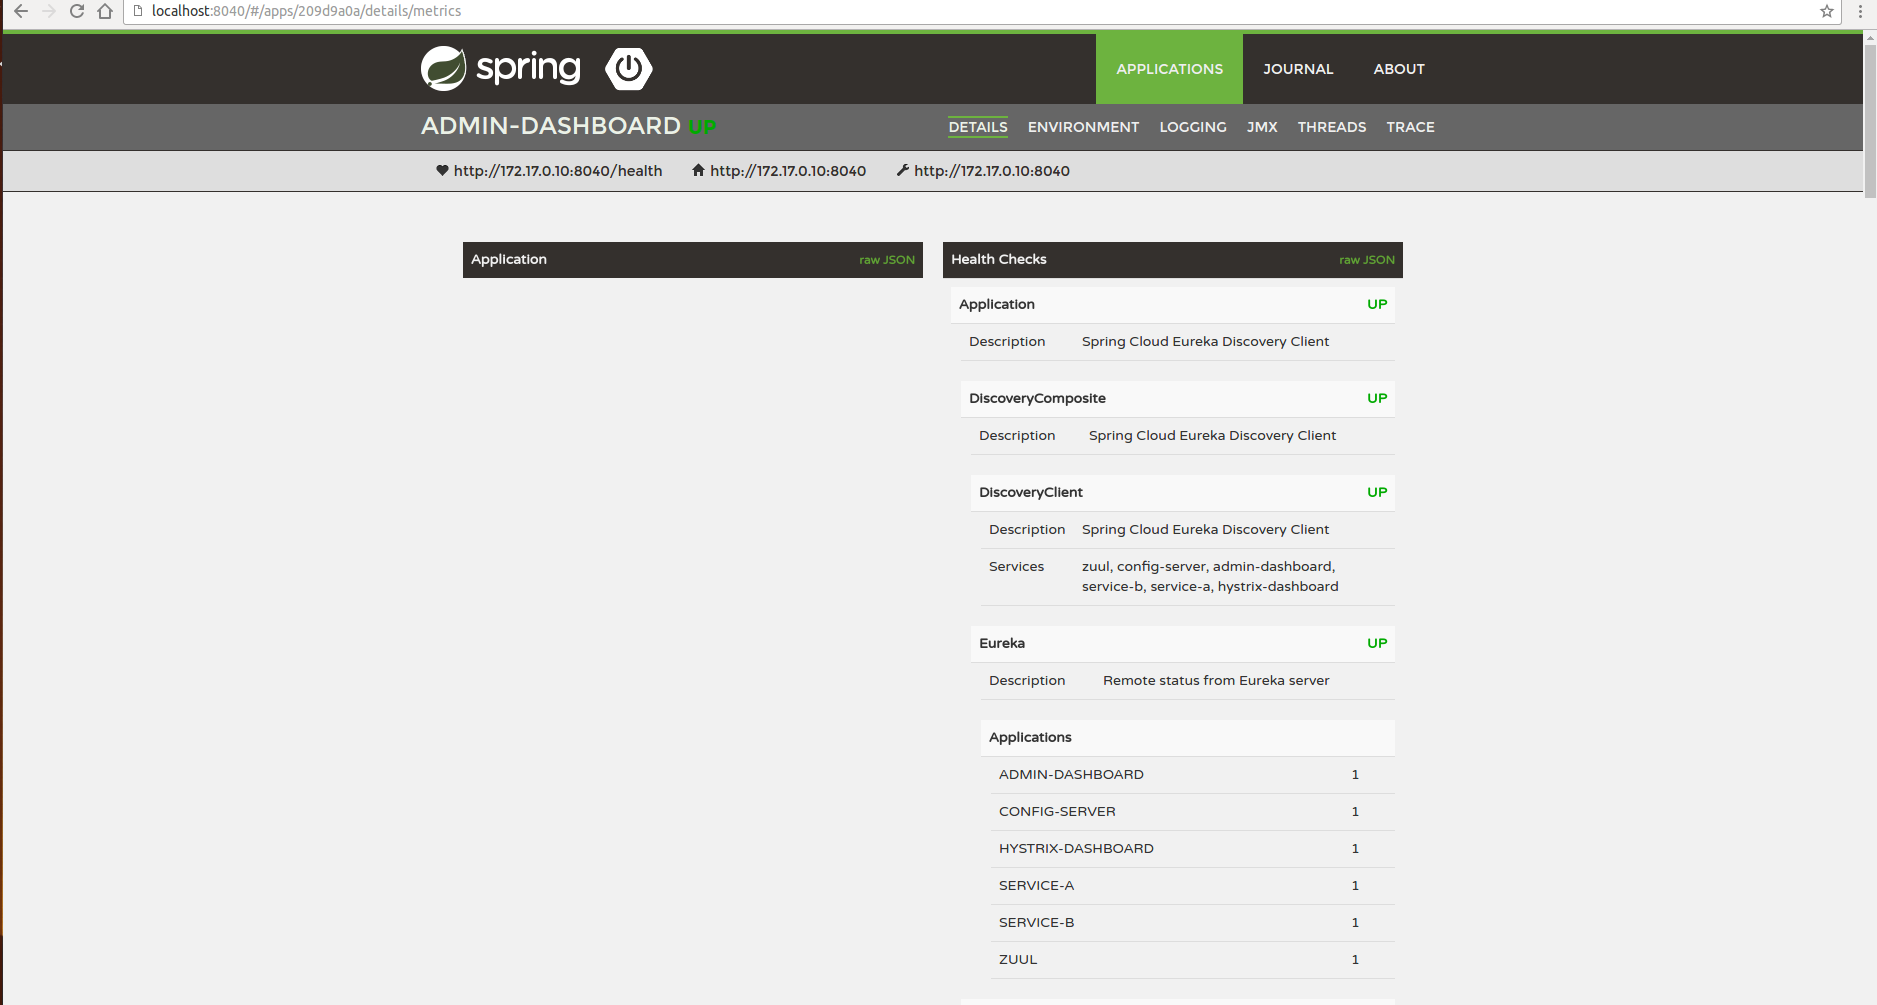 localhost:8040/#/apps/209d9a0a/details/metrics
spring
APPLICATIONS JOURNAL ABOUT
ADMIN-DASHBOARD UP
DETAILS ENVIRONMENT LOGGING JMX THREADS TRACE
http://172.17.0.10:8040/health http://172.17.0.10:8040 http://172.17.0.10:8040
Application raw JSON
Health Checks raw JSON
Application UP
Description Spring Cloud Eureka Discovery Client
DiscoveryComposite UP
Description Spring Cloud Eureka Discovery Client
DiscoveryClient UP
Description Spring Cloud Eureka Discovery Client
Services zuul, config-server, admin-dashboard,
service-b, service-a, hystrix-dashboard
Eureka UP
Description Remote status from Eureka server
Applications
ADMIN-DASHBOARD 1
CONFIG-SERVER 1
HYSTRIX-DASHBOARD 1
SERVICE-A 1
SERVICE-B 1
ZUUL 1